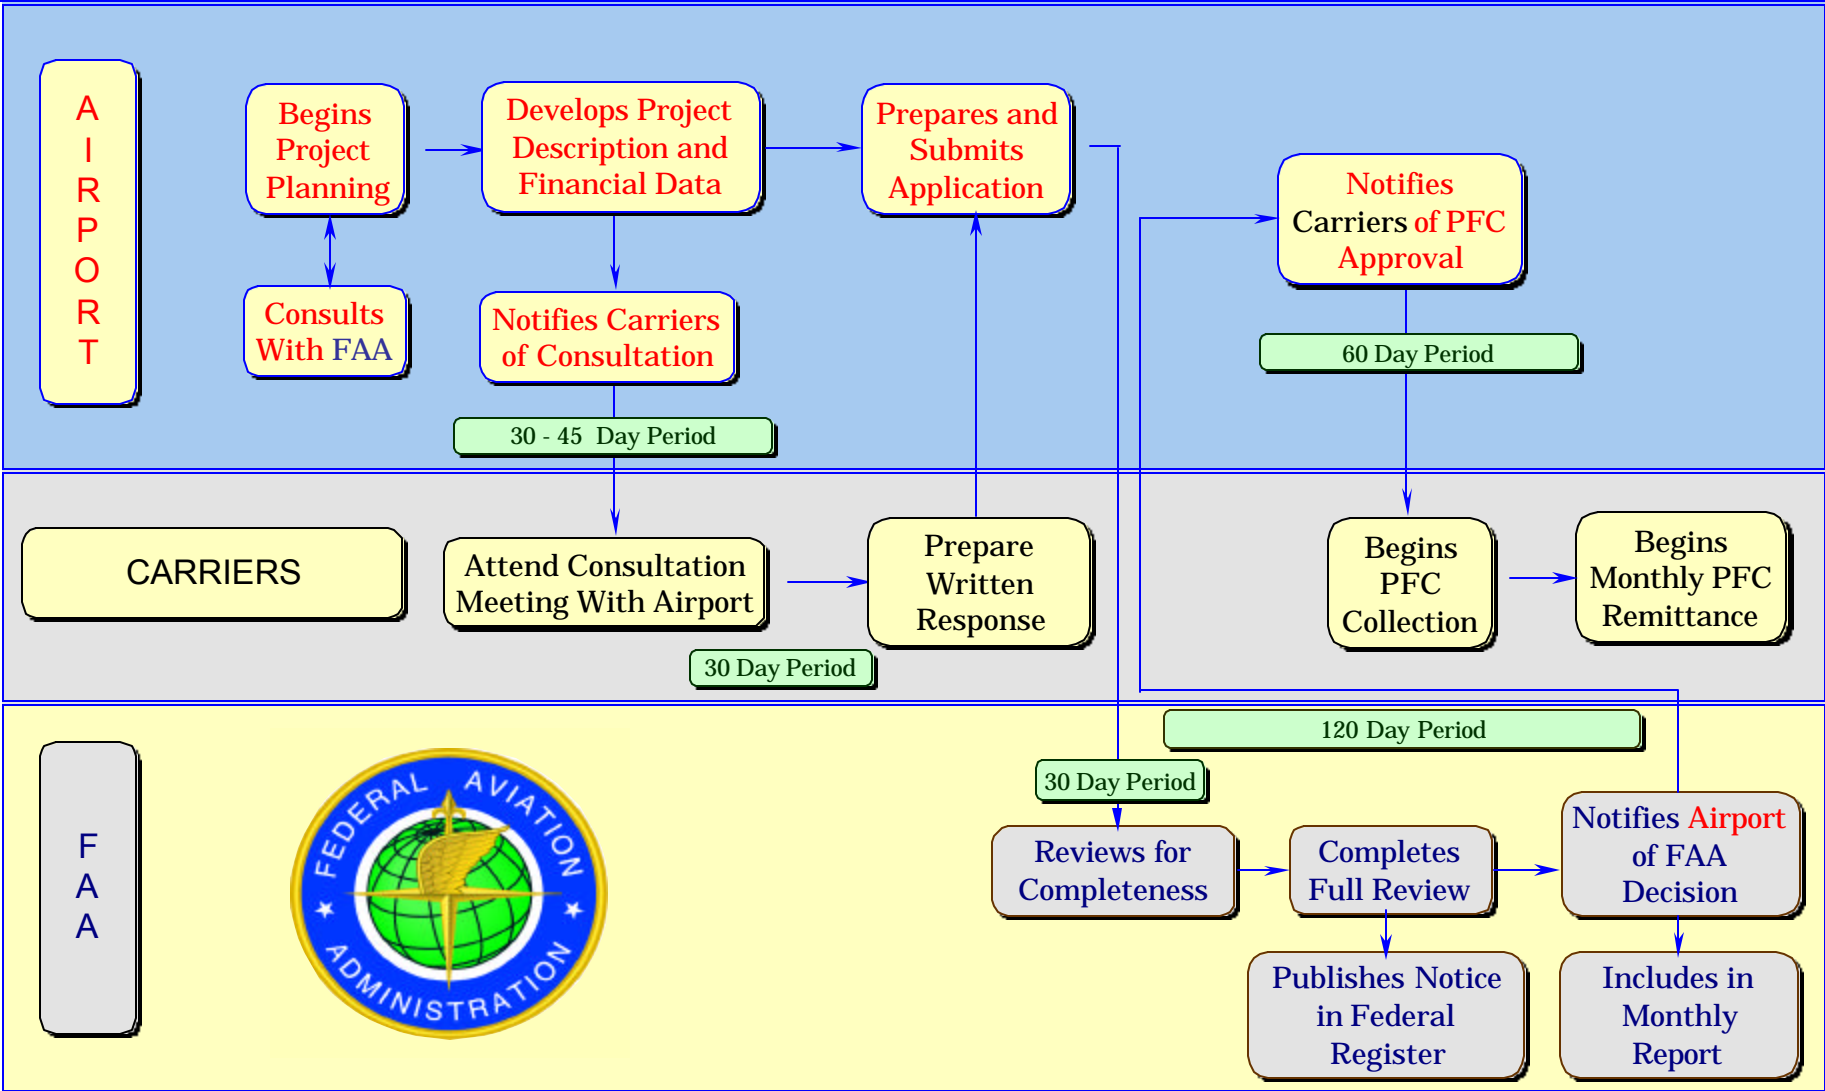 A
I
R
P
O
R
T
Begins
Project
Planning
Develops Project
Description and
Financial Data
Prepares and
Submits
Application
Notifies
Carriers of PFC
Approval
Consults
With FAA
Notifies Carriers
of Consultation
60 Day Period
30 - 45 Day Period
CARRIERS
Attend Consultation
Meeting With Airport
Prepare
Written
Response
Begins
PFC
Collection
Begins
Monthly PFC
Remittance
30 Day Period
120 Day Period
30 Day Period
F
A
A
FEDERAL AVIATION
ADMINISTRATION
Reviews for
Completeness
Completes
Full Review
Notifies Airport
of FAA
Decision
Publishes Notice
in Federal
Register
Includes in
Monthly
Report